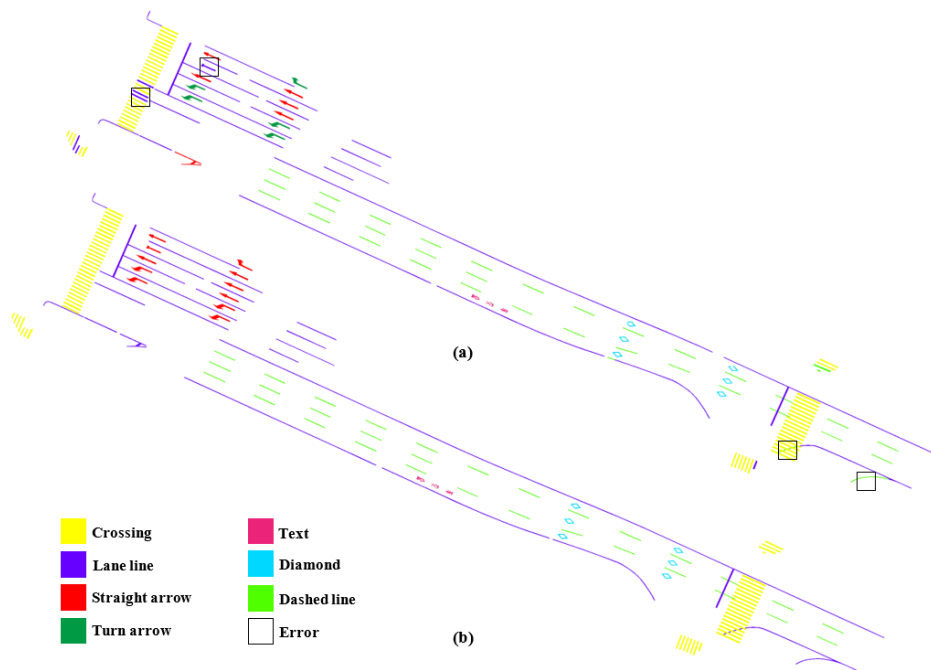 (a)
Crossing
Text
Lane line
Diamond
Straight arrow
Dashed line
Turn arrow
Error
(b)